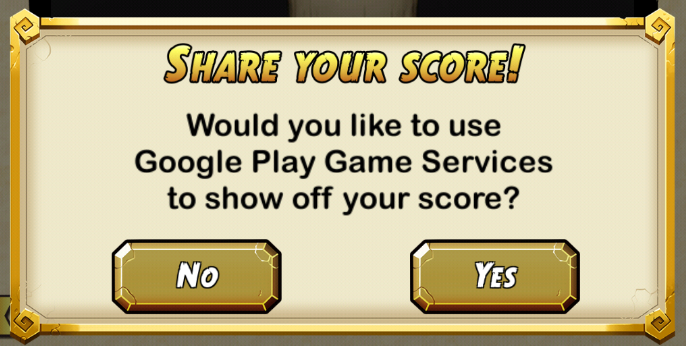 Share your score!
Would you like to use
Google Play Game Services
to show off your score?
No
Yes